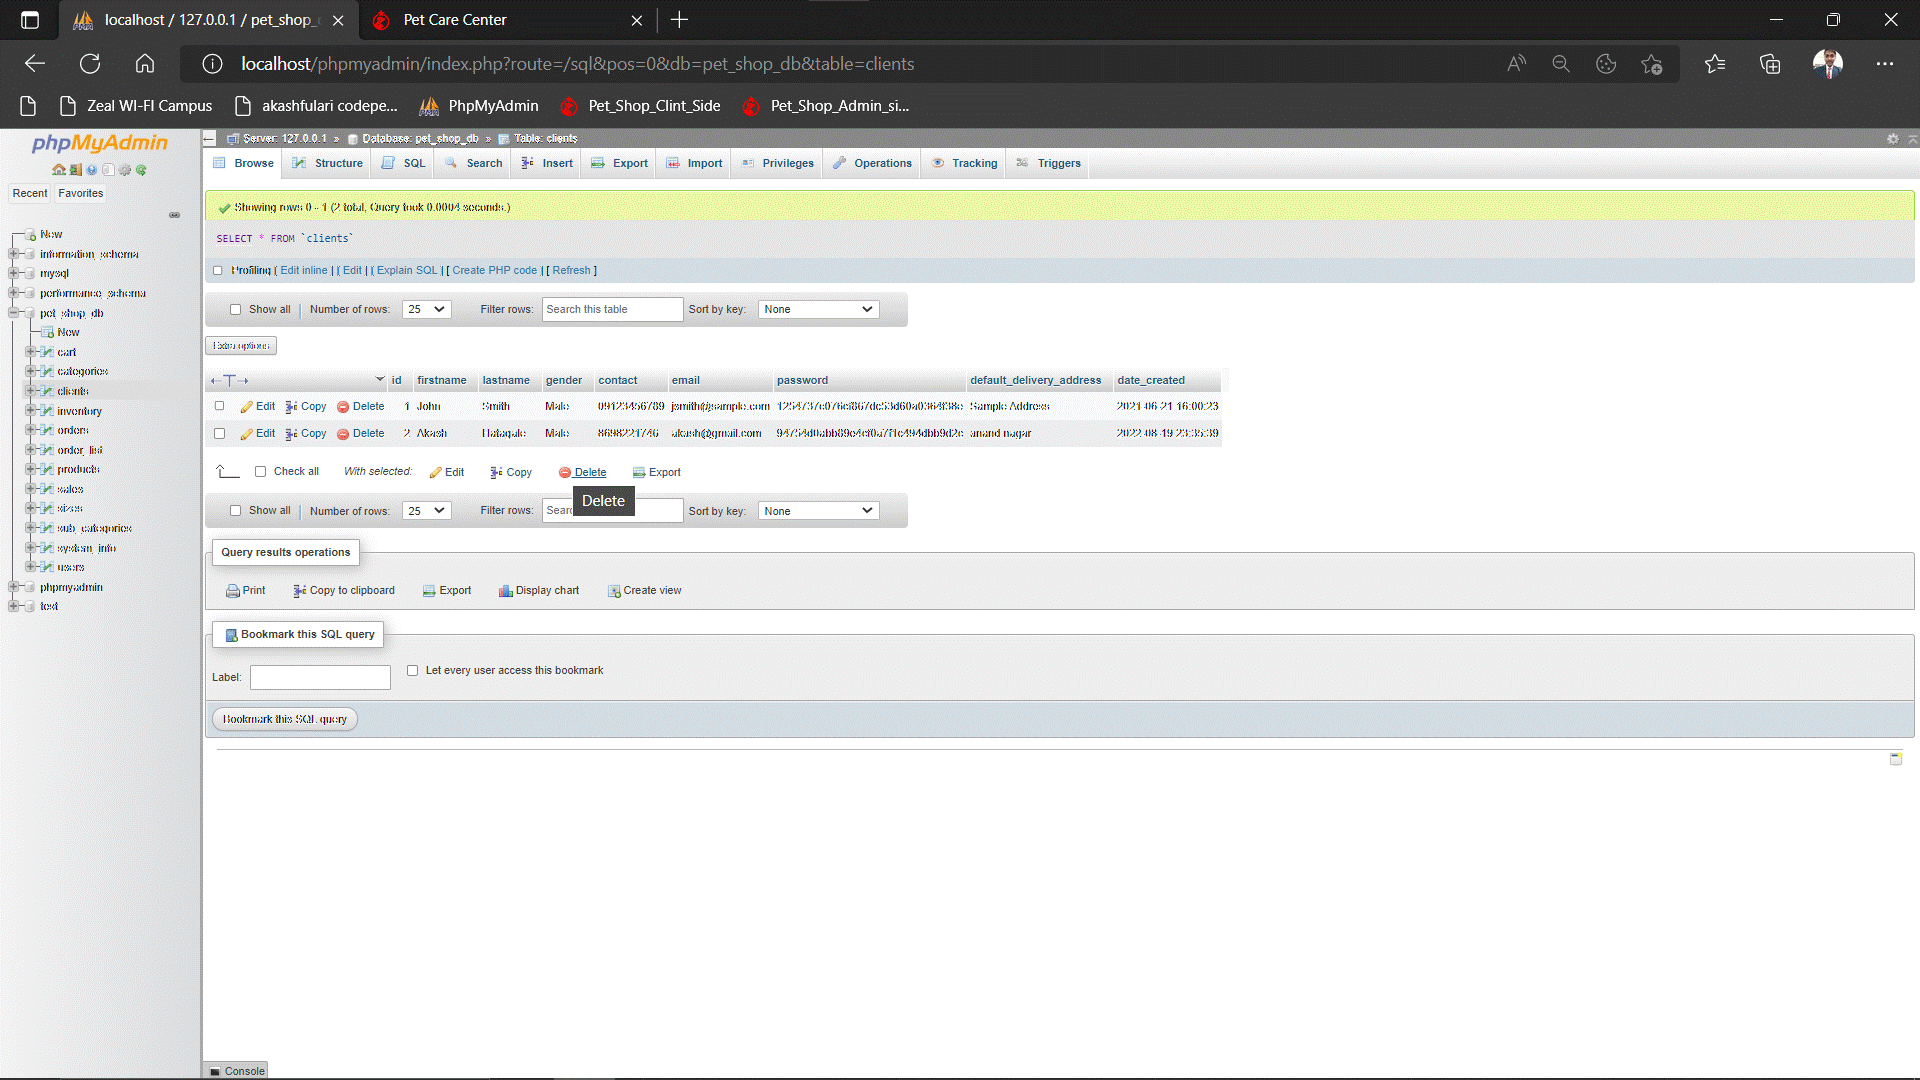 localhost / 127.0.0.1 / pet_shop_
Pet Care Center
localhost/phpmyadmin/index.php?route=/sql&pos=0&db=pet_shop_db&table=clients
Zeal WI-FI Campus
akashfulari codepe...
PhpMyAdmin
Pet_Shop_Clint_Side
Pet_Shop_Admin_si...
phpMyAdmin
Server: 127.0.0.1 » Database: pet_shop_db » Table: clients
Browse Structure SQL Search Insert Export Import Privileges Operations Tracking Triggers
Recent Favorites
New
information_schema
mysql
performance_schema
pet_shop_db
New
cart
categories
clients
inventory
orders
order_list
products
sales
sizes
sub_categories
system_info
users
phpmyadmin
test
Showing rows 0 - 1 (2 total, Query took 0.0004 seconds.)
SELECT * FROM `clients`
Profiling [ Edit inline ] [ Edit ] [ Explain SQL ] [ Create PHP code ] [ Refresh ]
Show all Number of rows: 25 Filter rows: Search this table Sort by key: None
Extra options
id firstname lastname gender contact email password default_delivery_address date_created
Edit Copy Delete 1 John Smith Male 09123456789 jsmith@sample.com Sample Address 2021-06-21 16:00:23
Edit Copy Delete 2 Akash Male 8698221746 akash@gmail.com anand nagar 2022-08-19 23:35:39
Check all With selected: Edit Copy Delete Export
Delete
Show all Number of rows: 25 Filter rows: Sort by key: None
Query results operations
Print Copy to clipboard Export Display chart Create view
Bookmark this SQL query
Label: Let every user access this bookmark
Bookmark this SQL query
Console